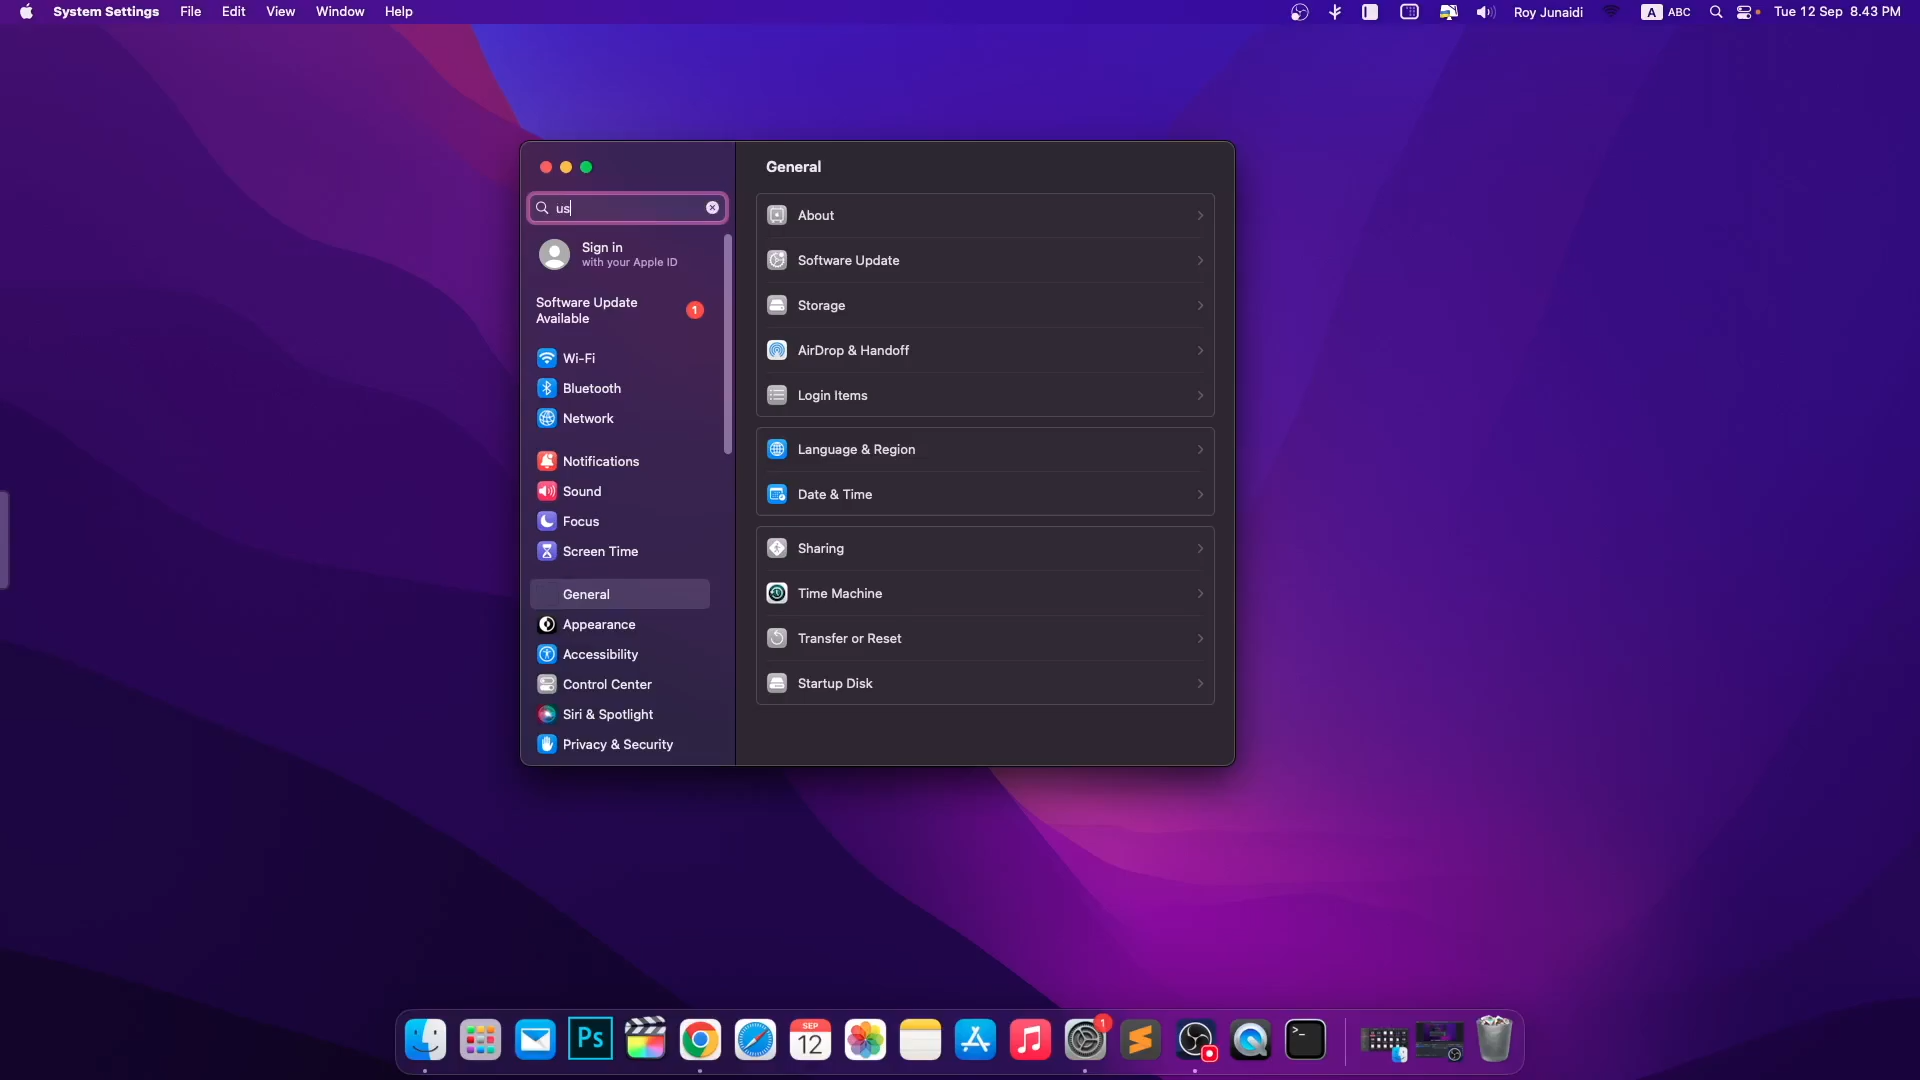 System Settings File Edit View Window Help
Roy Junaidi A ABC Tue 12 Sep 8.43 PM
General
us
Sign in
with your Apple ID
Software Update
Available
1
Wi-Fi
Bluetooth
Network
Notifications
Sound
Focus
Screen Time
General
Appearance
Accessibility
Control Center
Siri & Spotlight
Privacy & Security
About
Software Update
Storage
AirDrop & Handoff
Login Items
Language & Region
Date & Time
Sharing
Time Machine
Transfer or Reset
Startup Disk
Ps
SEP
12
1
>_